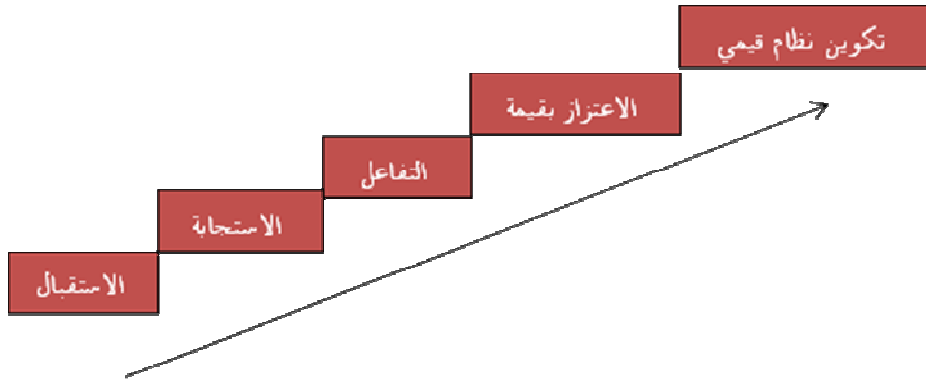 تكوين نظام قيمي
الاعتزاز بقيمة
التفاعل
الاستجابة
الاستقبال